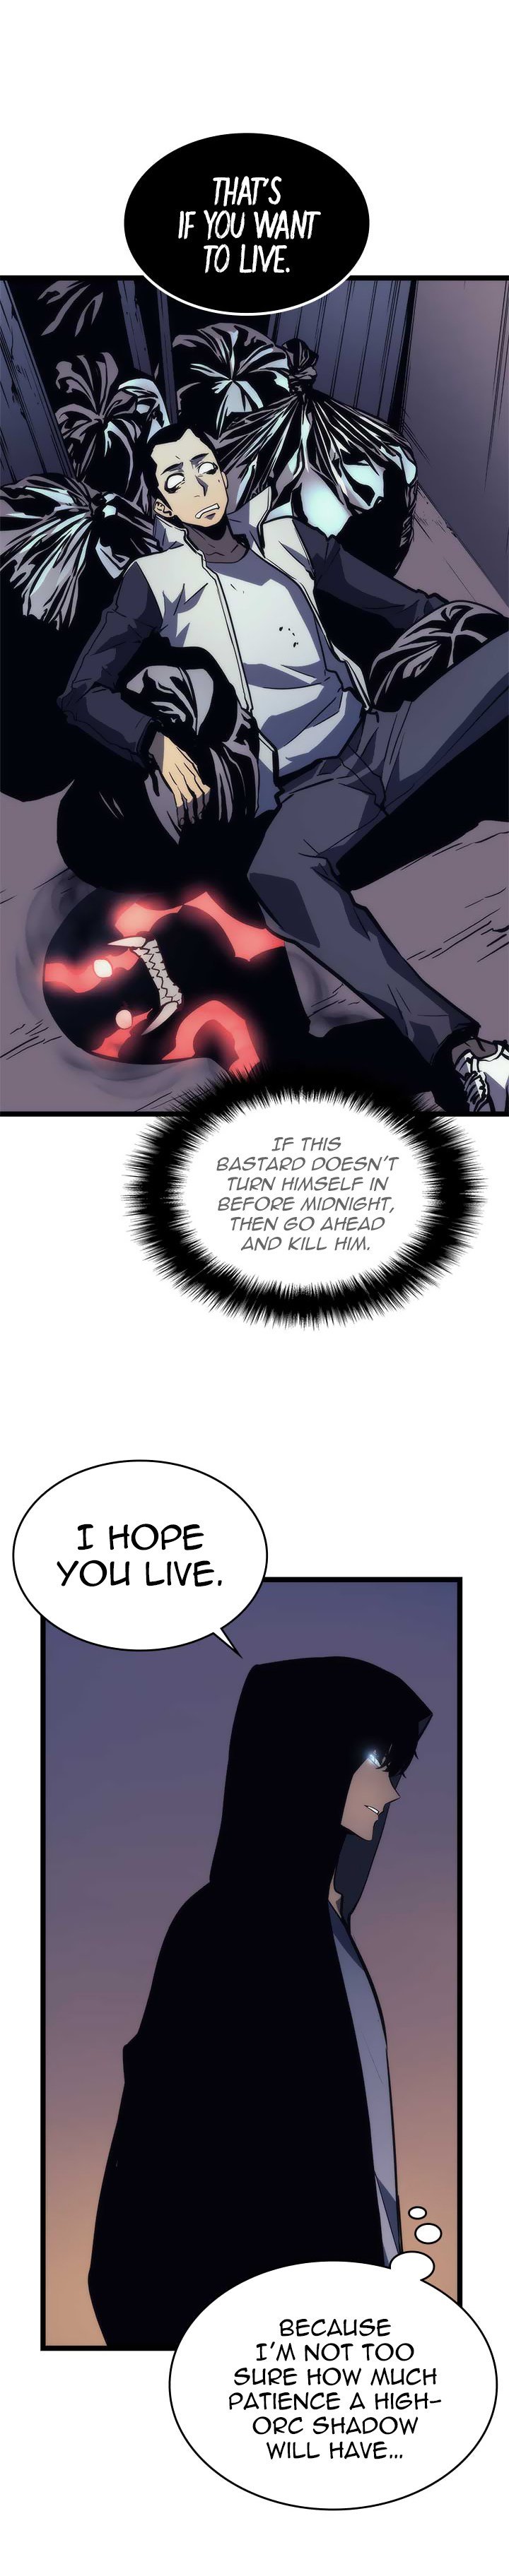 THAT'S
IF YOU WANT
TO LIVE.
IF THIS
BASTARD DOESN'T
TURN HIMSELF IN
BEFORE MIDNIGHT,
THEN GO AHEAD
AND KILL HIM.
I HOPE
YOU LIVE.
BECAUSE
I'M NOT TOO
SURE HOW MUCH
PATIENCE A HIGH-
ORC SHADOW
WILL HAVE...